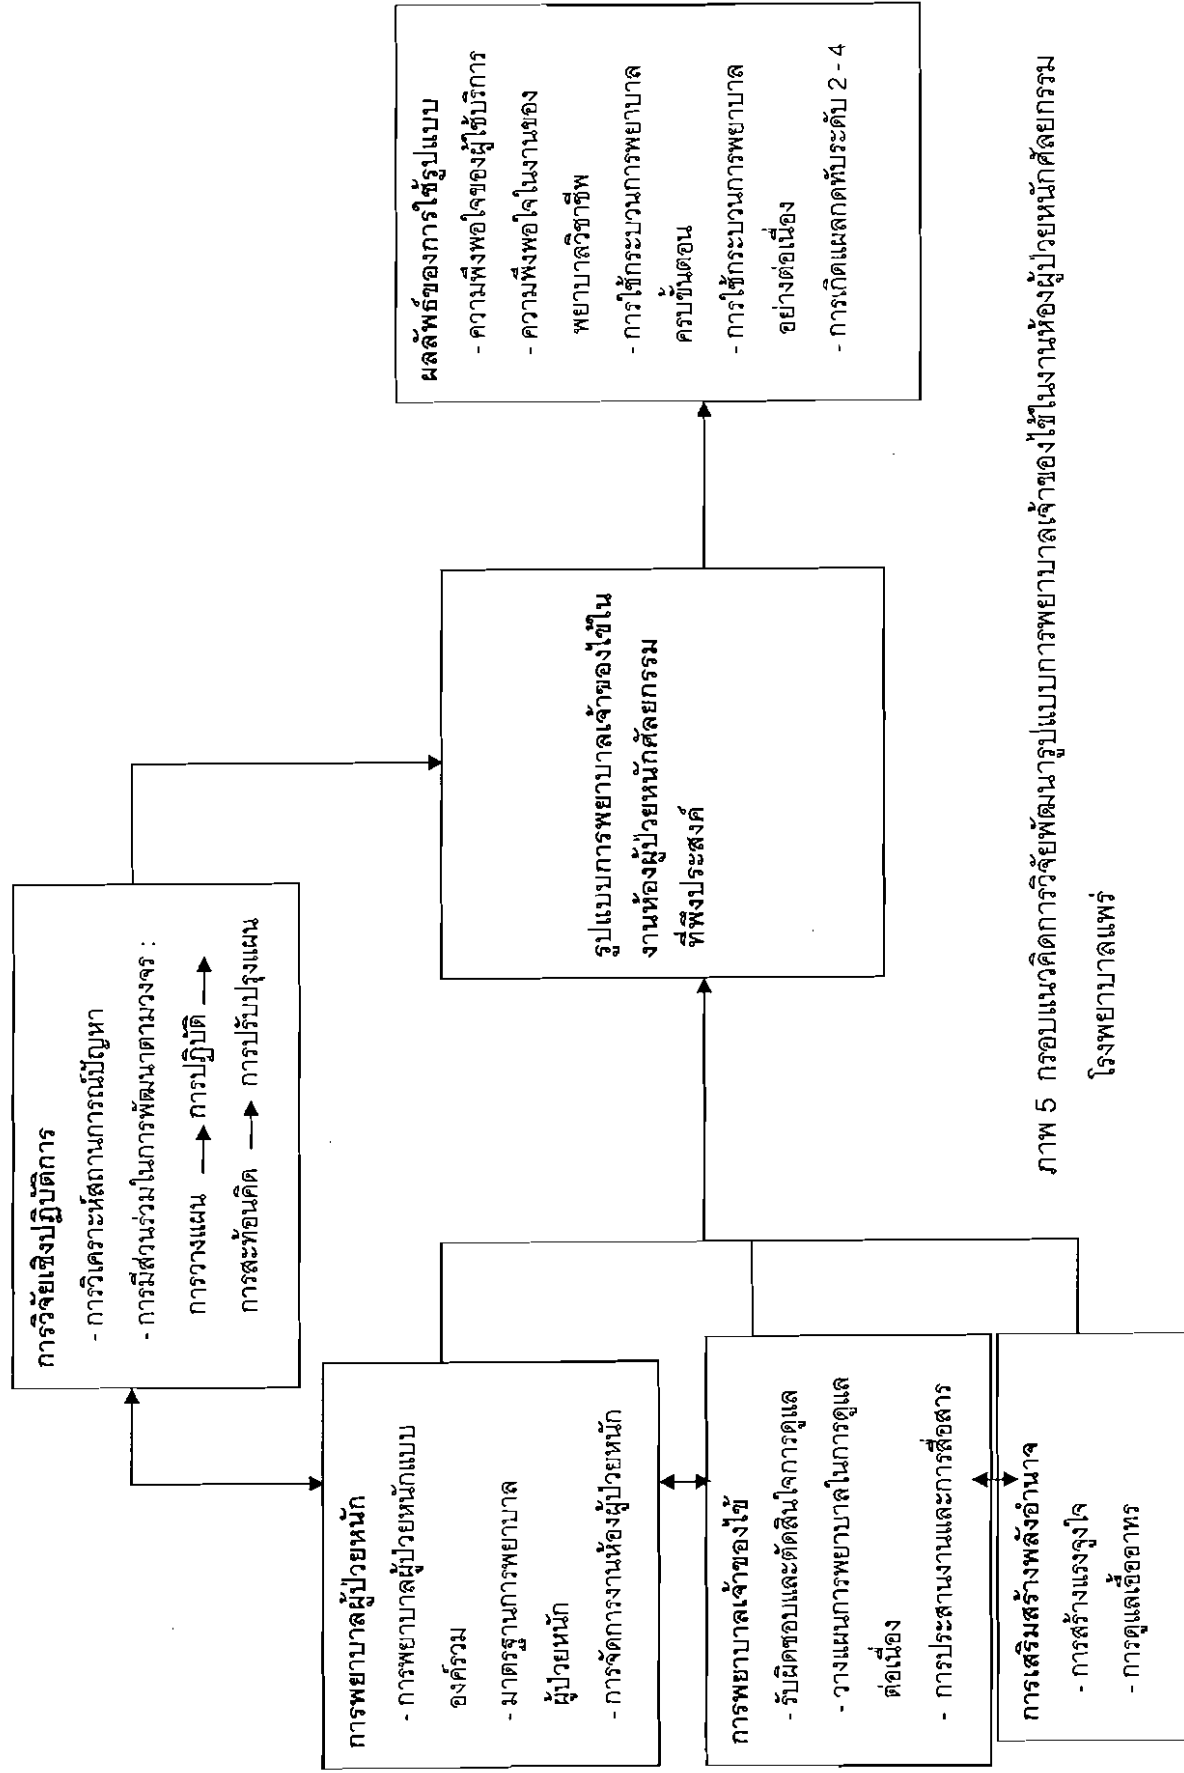 การวิจัยเชิงปฏิบัติการ
- การวิเคราะห์สถานการณ์ปัญหา
- การมีส่วนร่วมในการพัฒนาตามวงจร :
การวางแผน → การปฏิบัติ →
การสะท้อนคิด → การปรับปรุงแผน
การพยาบาลผู้ป่วยหนัก
- การพยาบาลผู้ป่วยหนักแบบ
องค์รวม
- มาตรฐานการพยาบาล
ผู้ป่วยหนัก
- การจัดการงานห้องผู้ป่วยหนัก
การพยาบาลเจ้าของไข้
- รับผิดชอบและตัดสินใจการดูแล
- วางแผนการพยาบาลในการดูแล
ต่อเนื่อง
- การประสานงานและการสื่อสาร
การเสริมสร้างพลังอำนาจ
- การสร้างแรงจูงใจ
- การดูแลเอื้ออาทร
รูปแบบการพยาบาลเจ้าของไข้ใน
งานห้องผู้ป่วยหนักศัลยกรรม
ที่พึงประสงค์
ผลลัพธ์ของการใช้รูปแบบ
- ความพึงพอใจของผู้ใช้บริการ
- ความพึงพอใจในงานของ
พยาบาลวิชาชีพ
- การใช้กระบวนการพยาบาล
ครบขั้นตอน
- การใช้กระบวนการพยาบาล
อย่างต่อเนื่อง
- การเกิดแผลกดทับระดับ 2 - 4
ภาพ 5 กรอบแนวคิดการวิจัยพัฒนารูปแบบการพยาบาลเจ้าของไข้ในงานห้องผู้ป่วยหนักศัลยกรรม
โรงพยาบาลแพร่